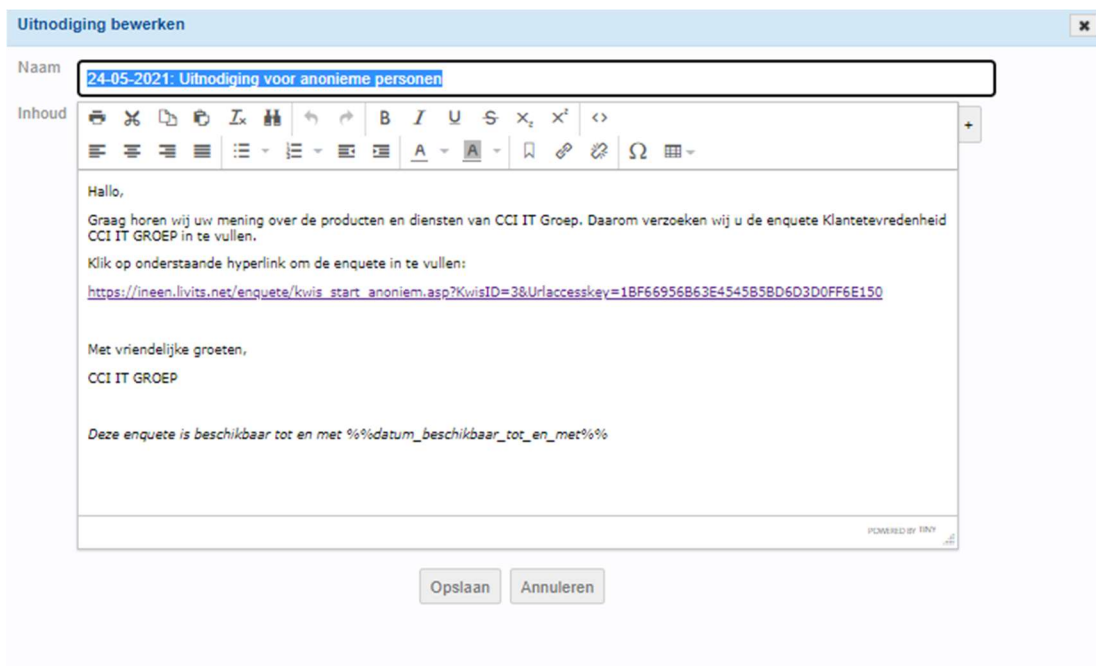 Uitnodiging bewerken
Naam
24-05-2021: Uitnodiging voor anonieme personen
Inhoud
Hallo,
Graag horen wij uw mening over de producten en diensten van CCI IT Groep. Daarom verzoeken wij u de enquete Klantetevredenheid
CCI IT GROEP in te vullen.
Klik op onderstaande hyperlink om de enquete in te vullen:
https://ineen.livits.net/enquete/kwis_start_anoniem.asp?KwisID=3&Urlaccesskey=1BF66956B63E4545B5BD6D3D0FF6E150
Met vriendelijke groeten,
CCI IT GROEP
Deze enquete is beschikbaar tot en met %%datum_beschikbaar_tot_en_met%%
POWERED BY TINY
Opslaan Annuleren